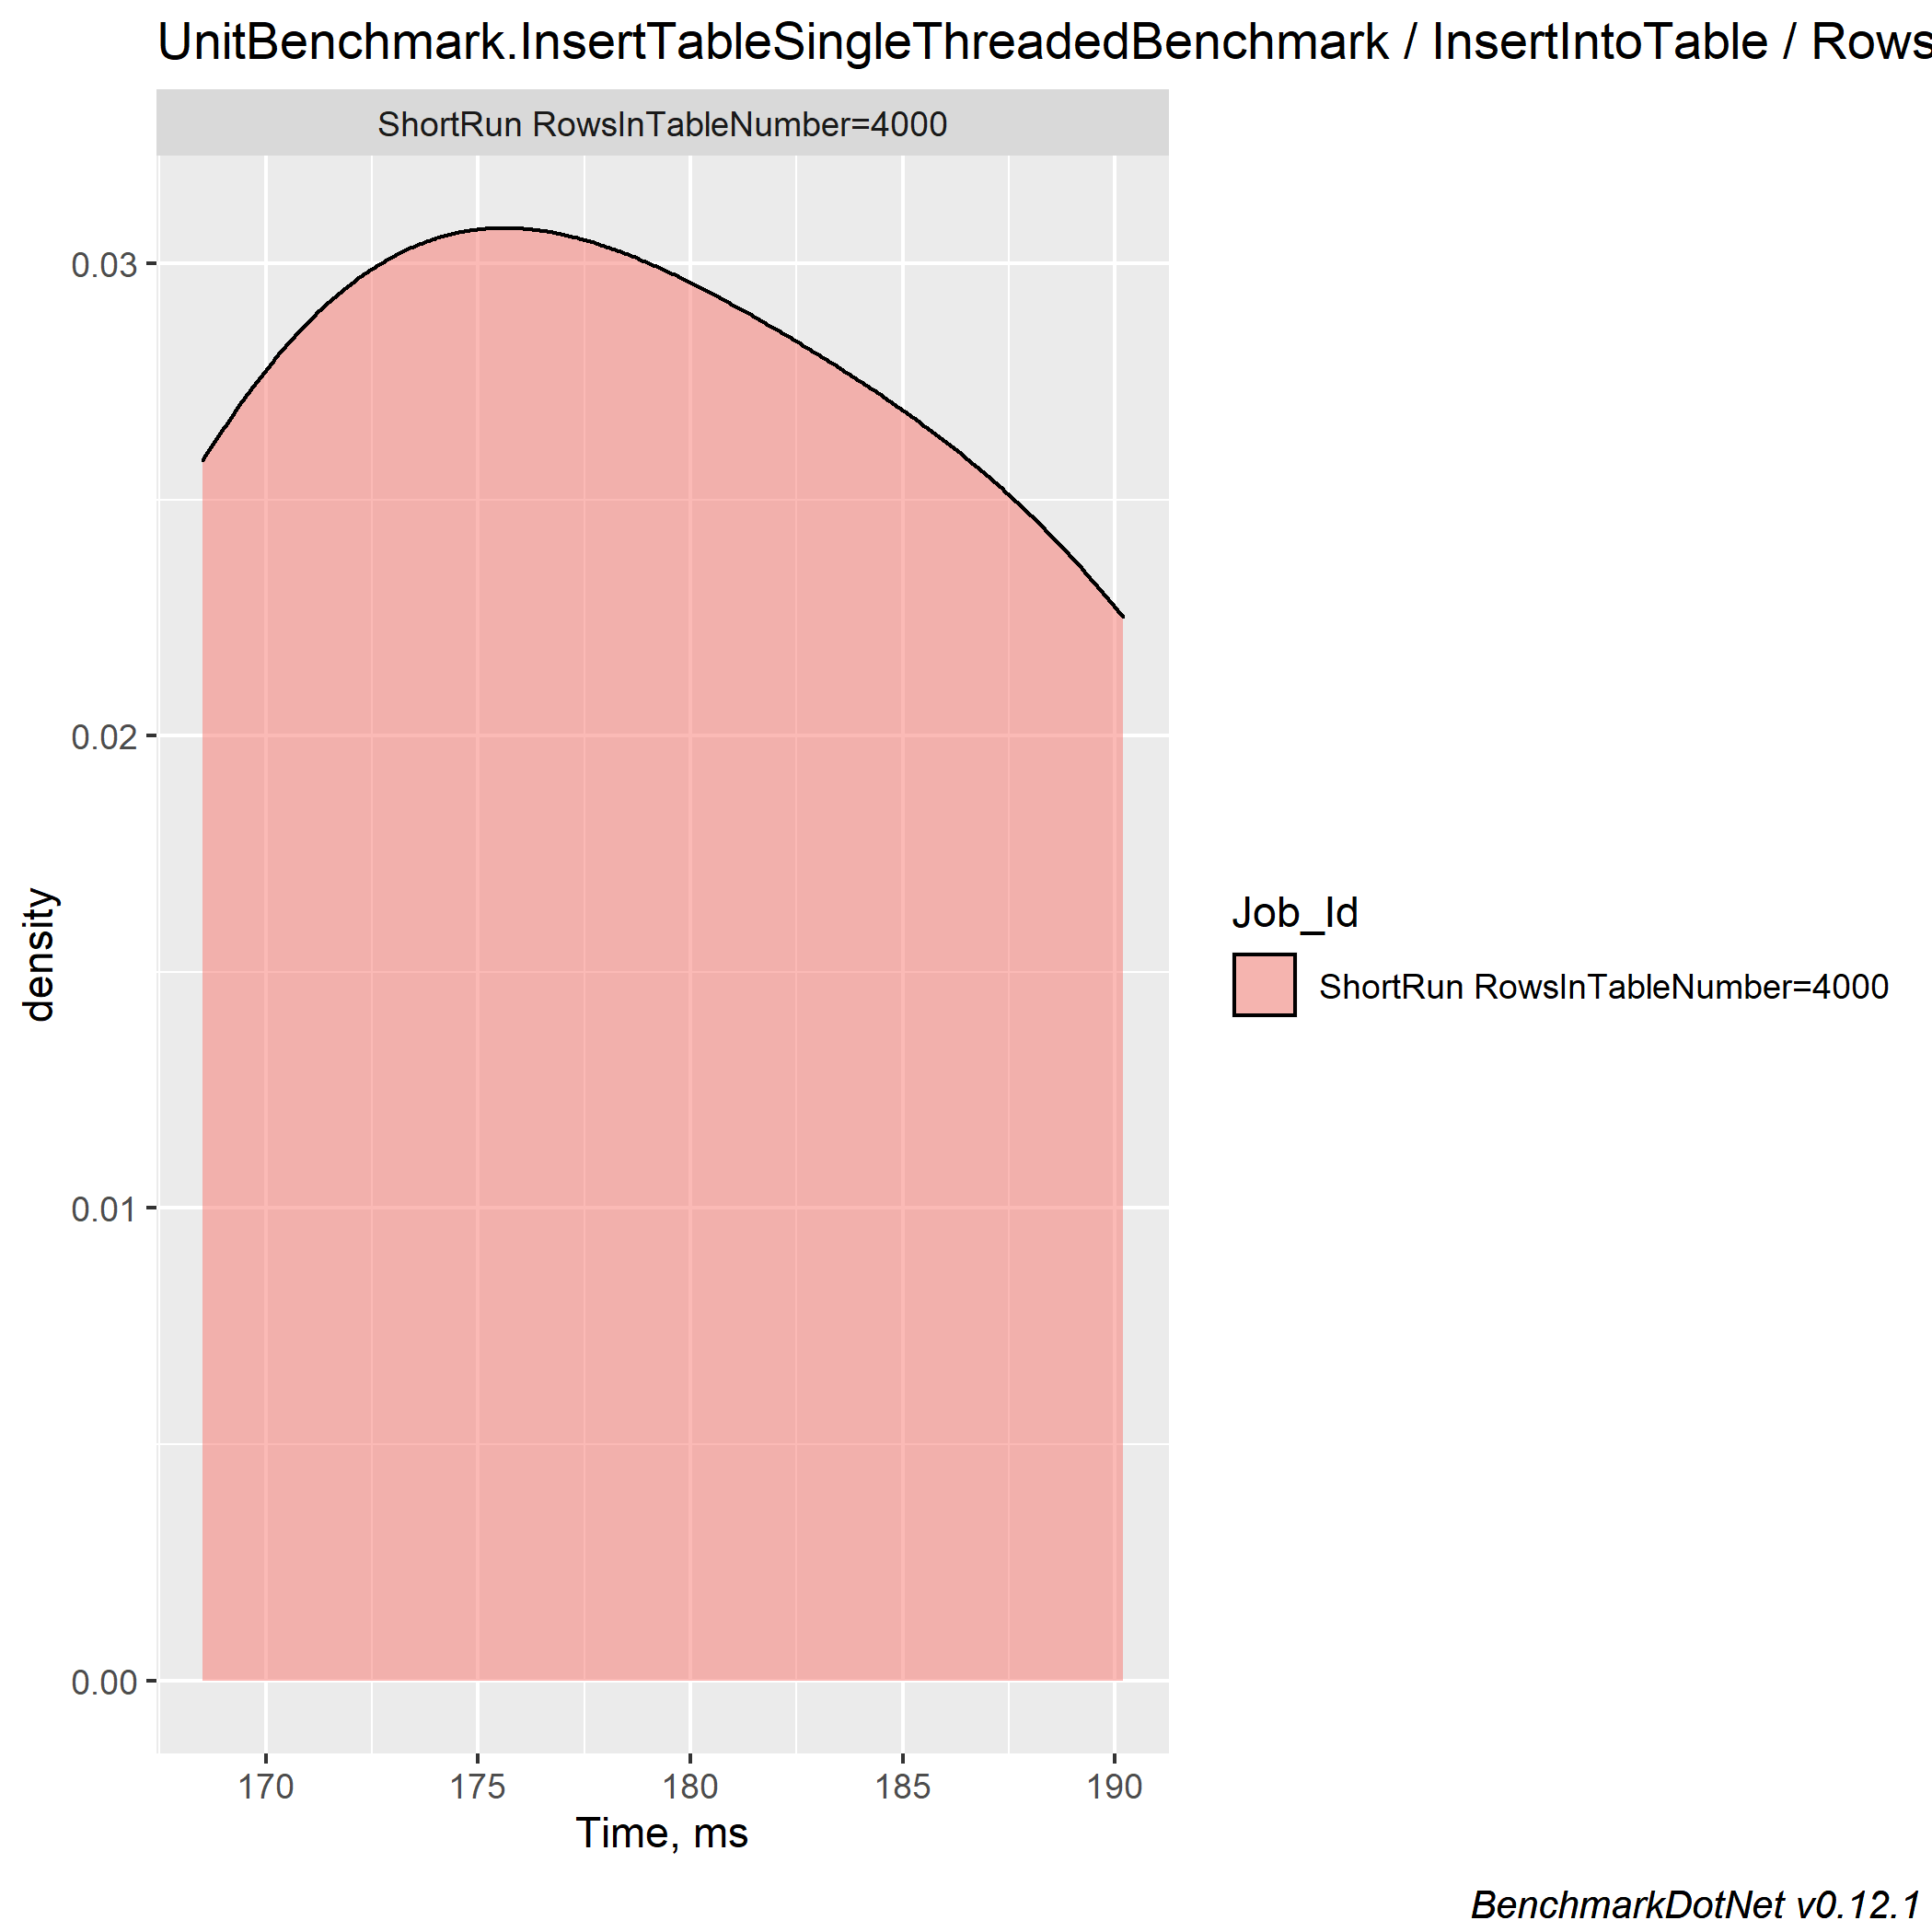 UnitBenchmark.InsertTableSingleThreadedBenchmark / InsertIntoTable / Rows
ShortRun RowsInTableNumber=4000
0.03
0.02
0.01
0.00
density
170 175 180 185 190
Time, ms
Job_Id
ShortRun RowsInTableNumber=4000
BenchmarkDotNet v0.12.1